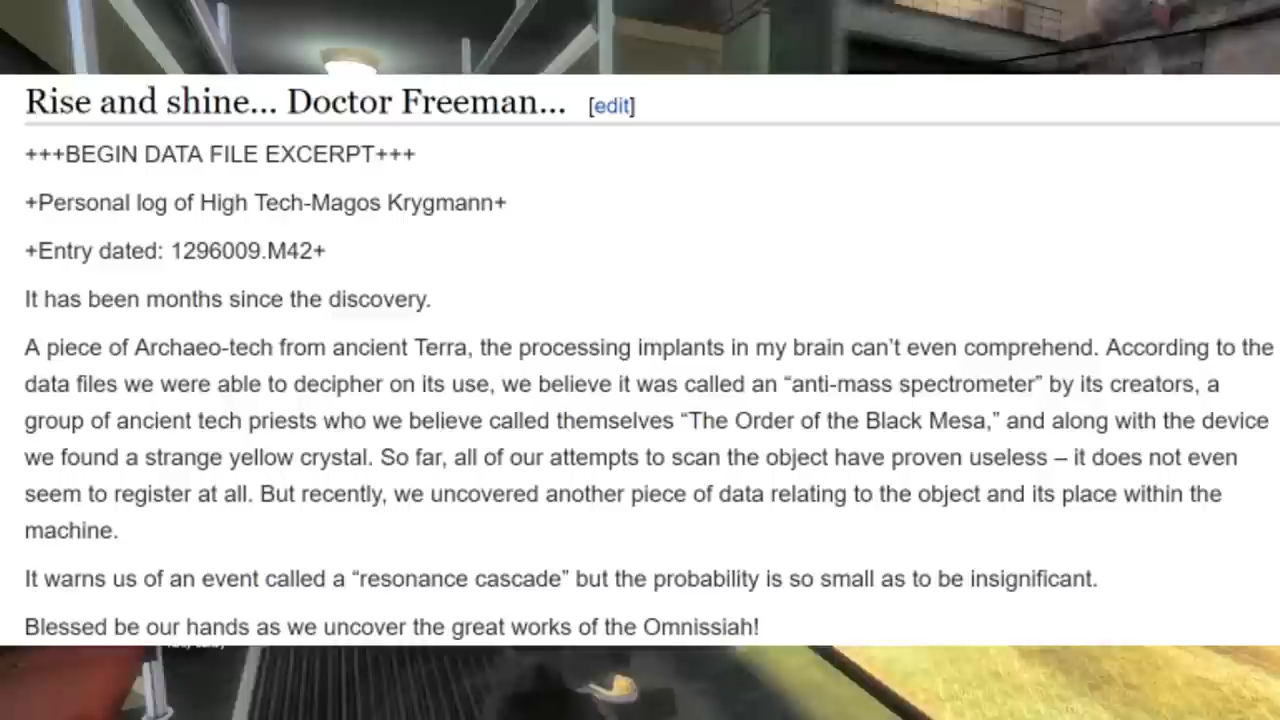 Rise and shine... Doctor Freeman... [edit]
+++BEGIN DATA FILE EXCERPT+++
+Personal log of High Tech-Magos Krygmann+
+Entry dated: 1296009.M42+
It has been months since the discovery.
A piece of Archaeo-tech from ancient Terra, the processing implants in my brain can’t even comprehend. According to the
data files we were able to decipher on its use, we believe it was called an “anti-mass spectrometer” by its creators, a
group of ancient tech priests who we believe called themselves “The Order of the Black Mesa,” and along with the device
we found a strange yellow crystal. So far, all of our attempts to scan the object have proven useless – it does not even
seem to register at all. But recently, we uncovered another piece of data relating to the object and its place within the
machine.
It warns us of an event called a “resonance cascade” but the probability is so small as to be insignificant.
Blessed be our hands as we uncover the great works of the Omnissiah!